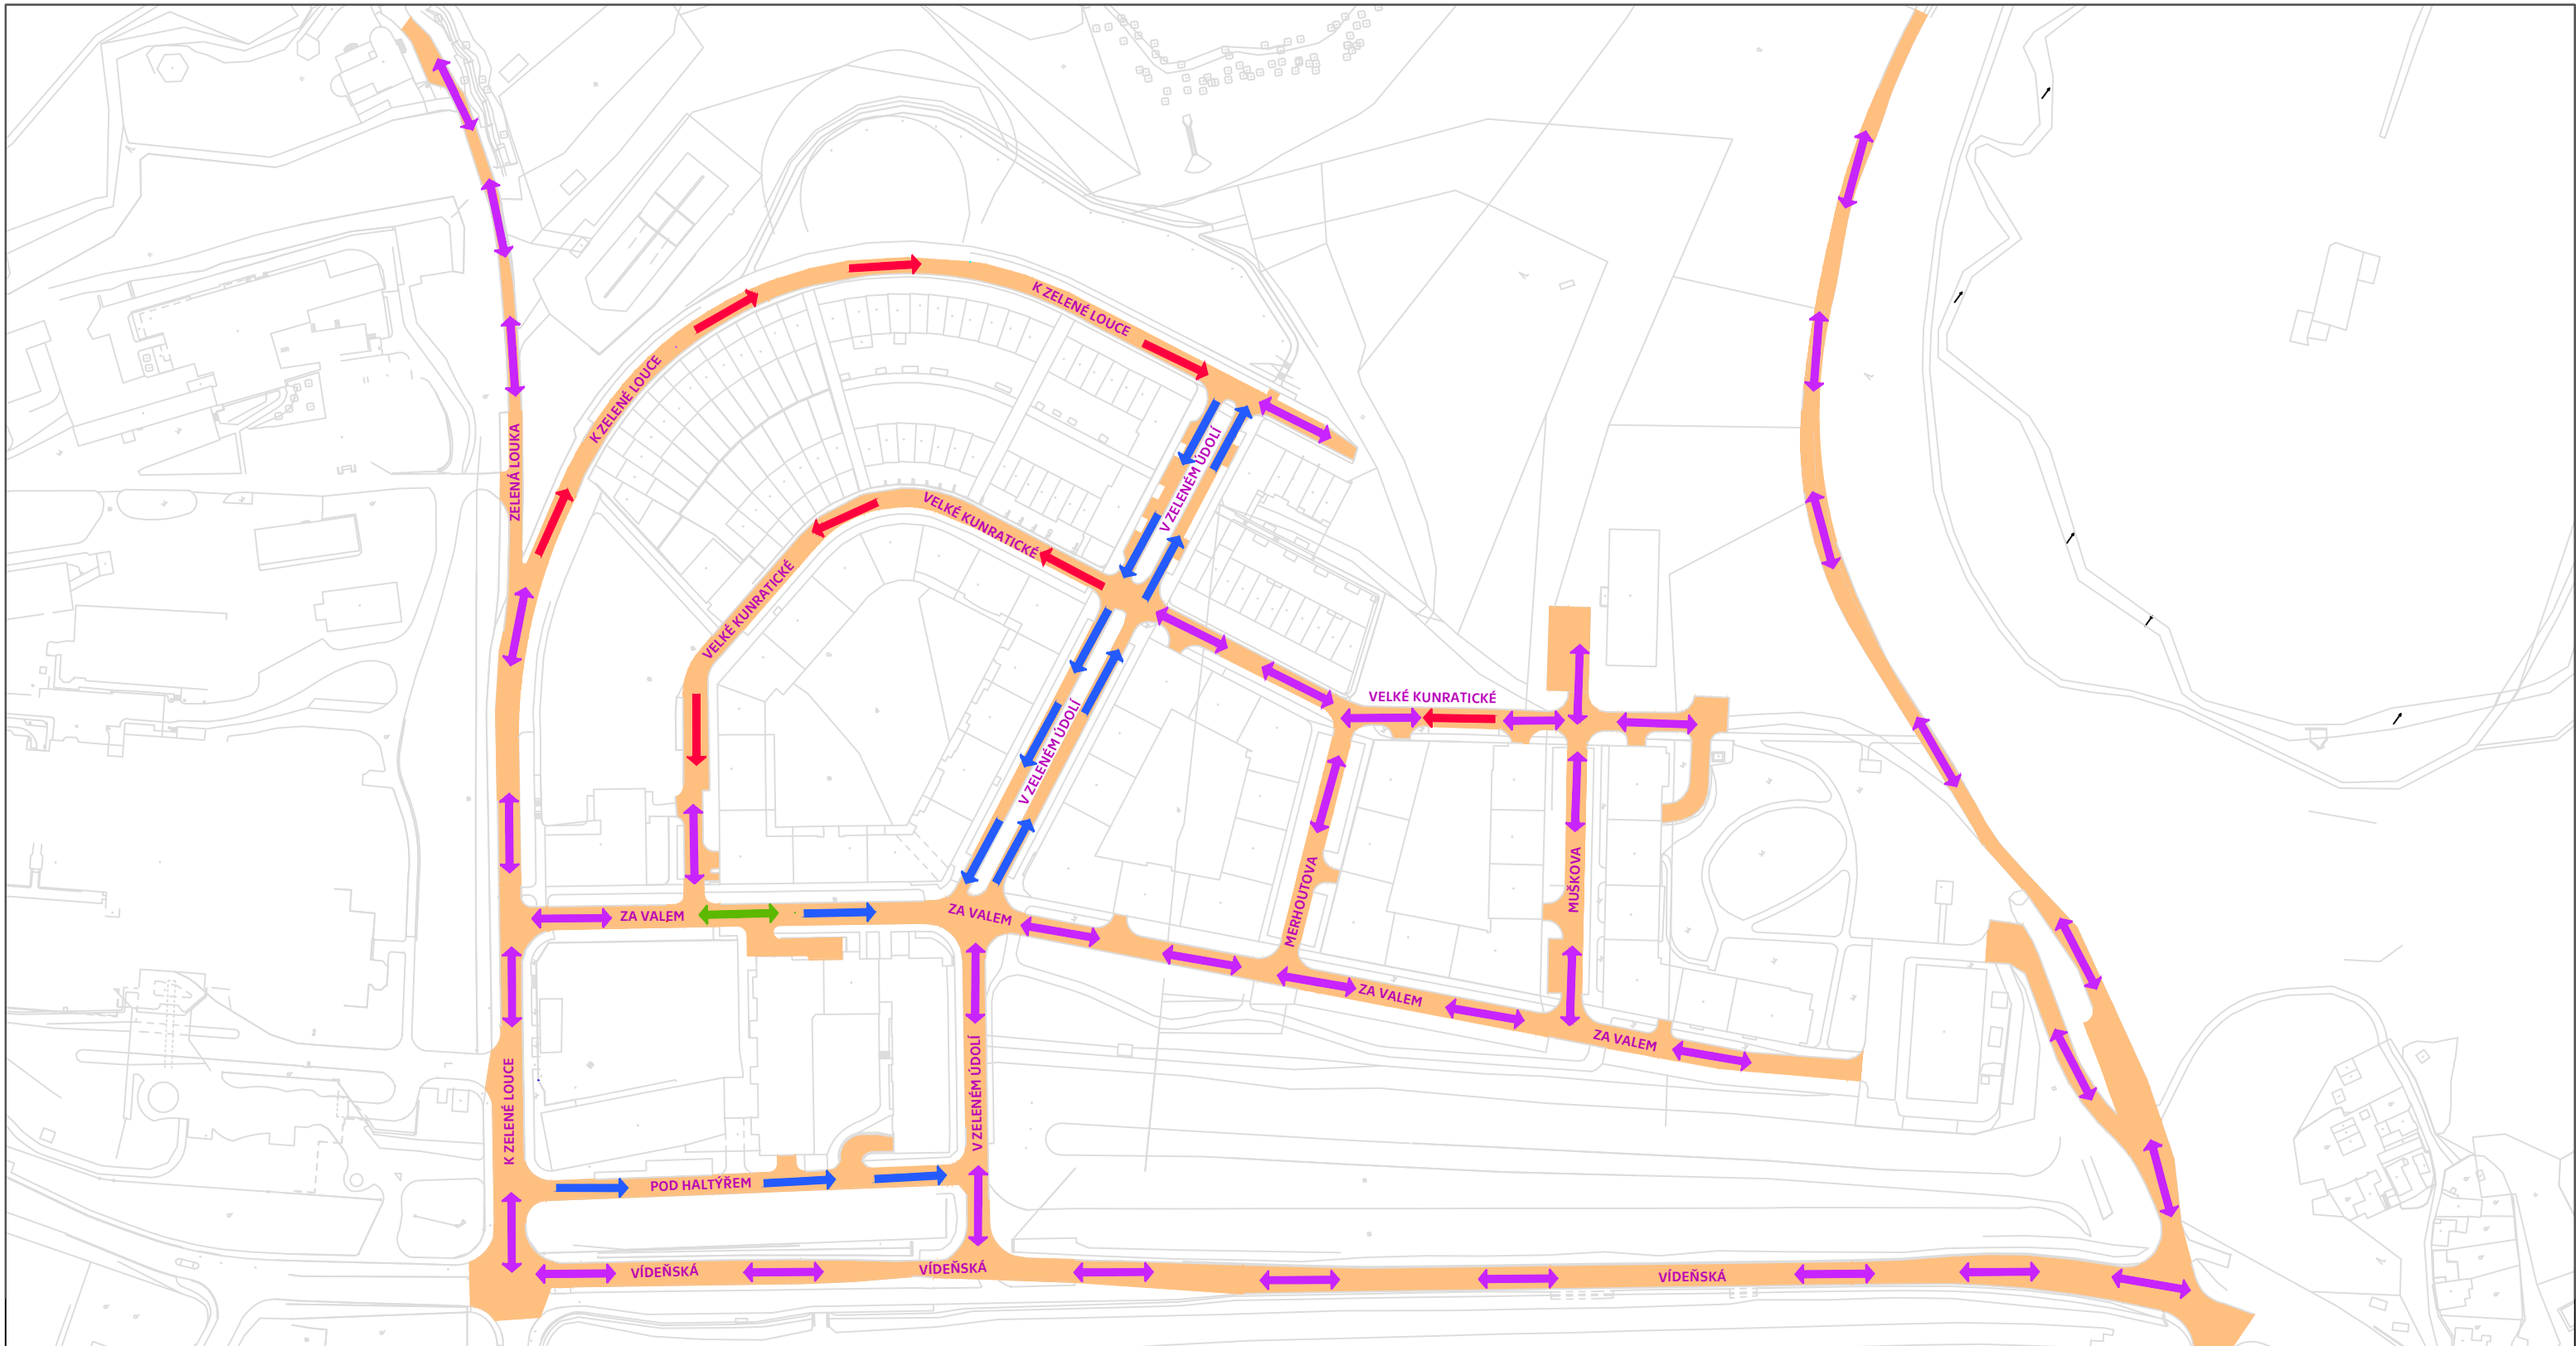 K ZELENÉ LOUCE
K ZELENÉ LOUCE
ZELENÁ LOUKA
V ZELENÉM ÚDOLÍ
VELKÉ KUNRATICKÉ
VELKÉ KUNRATICKÉ
VELKÉ KUNRATICKÉ
V ZELENÉM ÚDOLÍ
MERHOUTOVA
MUŠKOVA
ZA VALEM
ZA VALEM
ZA VALEM
ZA VALEM
K ZELENÉ LOUCE
V ZELENÉM ÚDOLÍ
POD HALTÝŘEM
VÍDEŇSKÁ
VÍDEŇSKÁ
VÍDEŇSKÁ